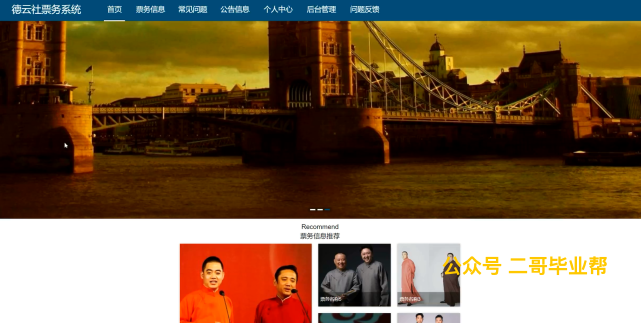 德云社票务系统 首页 票务信息 常见问题 公告信息 个人中心 后台管理 问题反馈
Recommend
票务信息推荐
公众号 二哥毕业帮
票务名称5 票务名称3